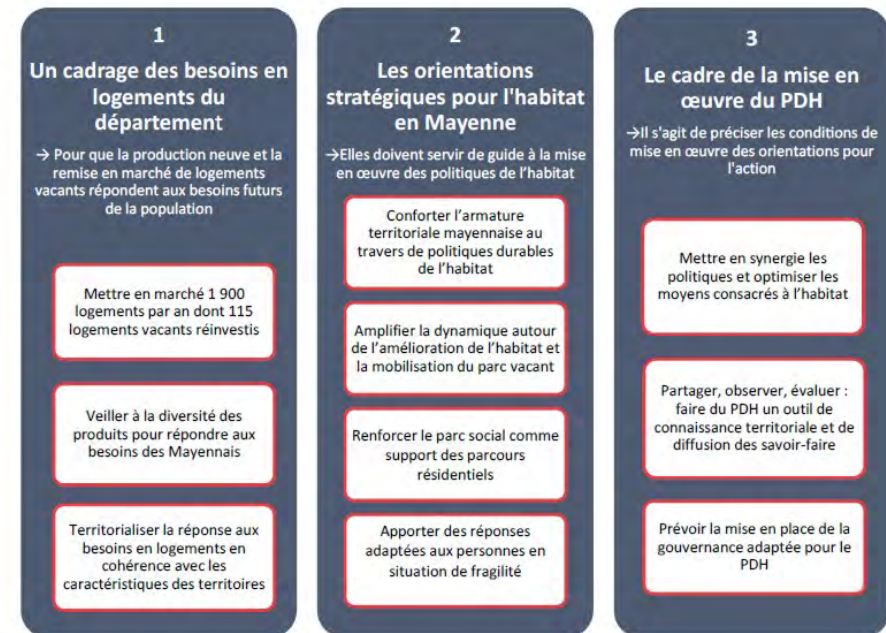 1
Un cadrage des besoins en
logements du
département
→ Pour que la production neuve et la
remise en marché de logements
vacants répondent aux besoins futurs
de la population
Mettre en marché 1 900
logements par an dont 115
logements vacants réinvestis
Veiller à la diversité des
produits pour répondre aux
besoins des Mayennais
Territorialiser la réponse aux
besoins en logements en
cohérence avec les
caractéristiques des territoires
2
Les orientations
stratégiques pour l'habitat
en Mayenne
→Elles doivent servir de guide à la mise
en œuvre des politiques de l'habitat
Conforter l'armature
territoriale mayennaise au
travers de politiques durables
de l'habitat
Amplifier la dynamique autour
de l'amélioration de l'habitat et
la mobilisation du parc vacant
Renforcer le parc social comme
support des parcours
résidentiels
Apporter des réponses
adaptées aux personnes en
situation de fragilité
3
Le cadre de la mise en
œuvre du PDH
→Il s'agit de préciser les conditions de
mise en œuvre des orientations pour
l'action
Mettre en synergie les
politiques et optimiser les
moyens consacrés à l'habitat
Partager, observer, évaluer :
faire du PDH un outil de
connaissance territoriale et de
diffusion des savoir-faire
Prévoir la mise en place de la
gouvernance adaptée pour le
PDH